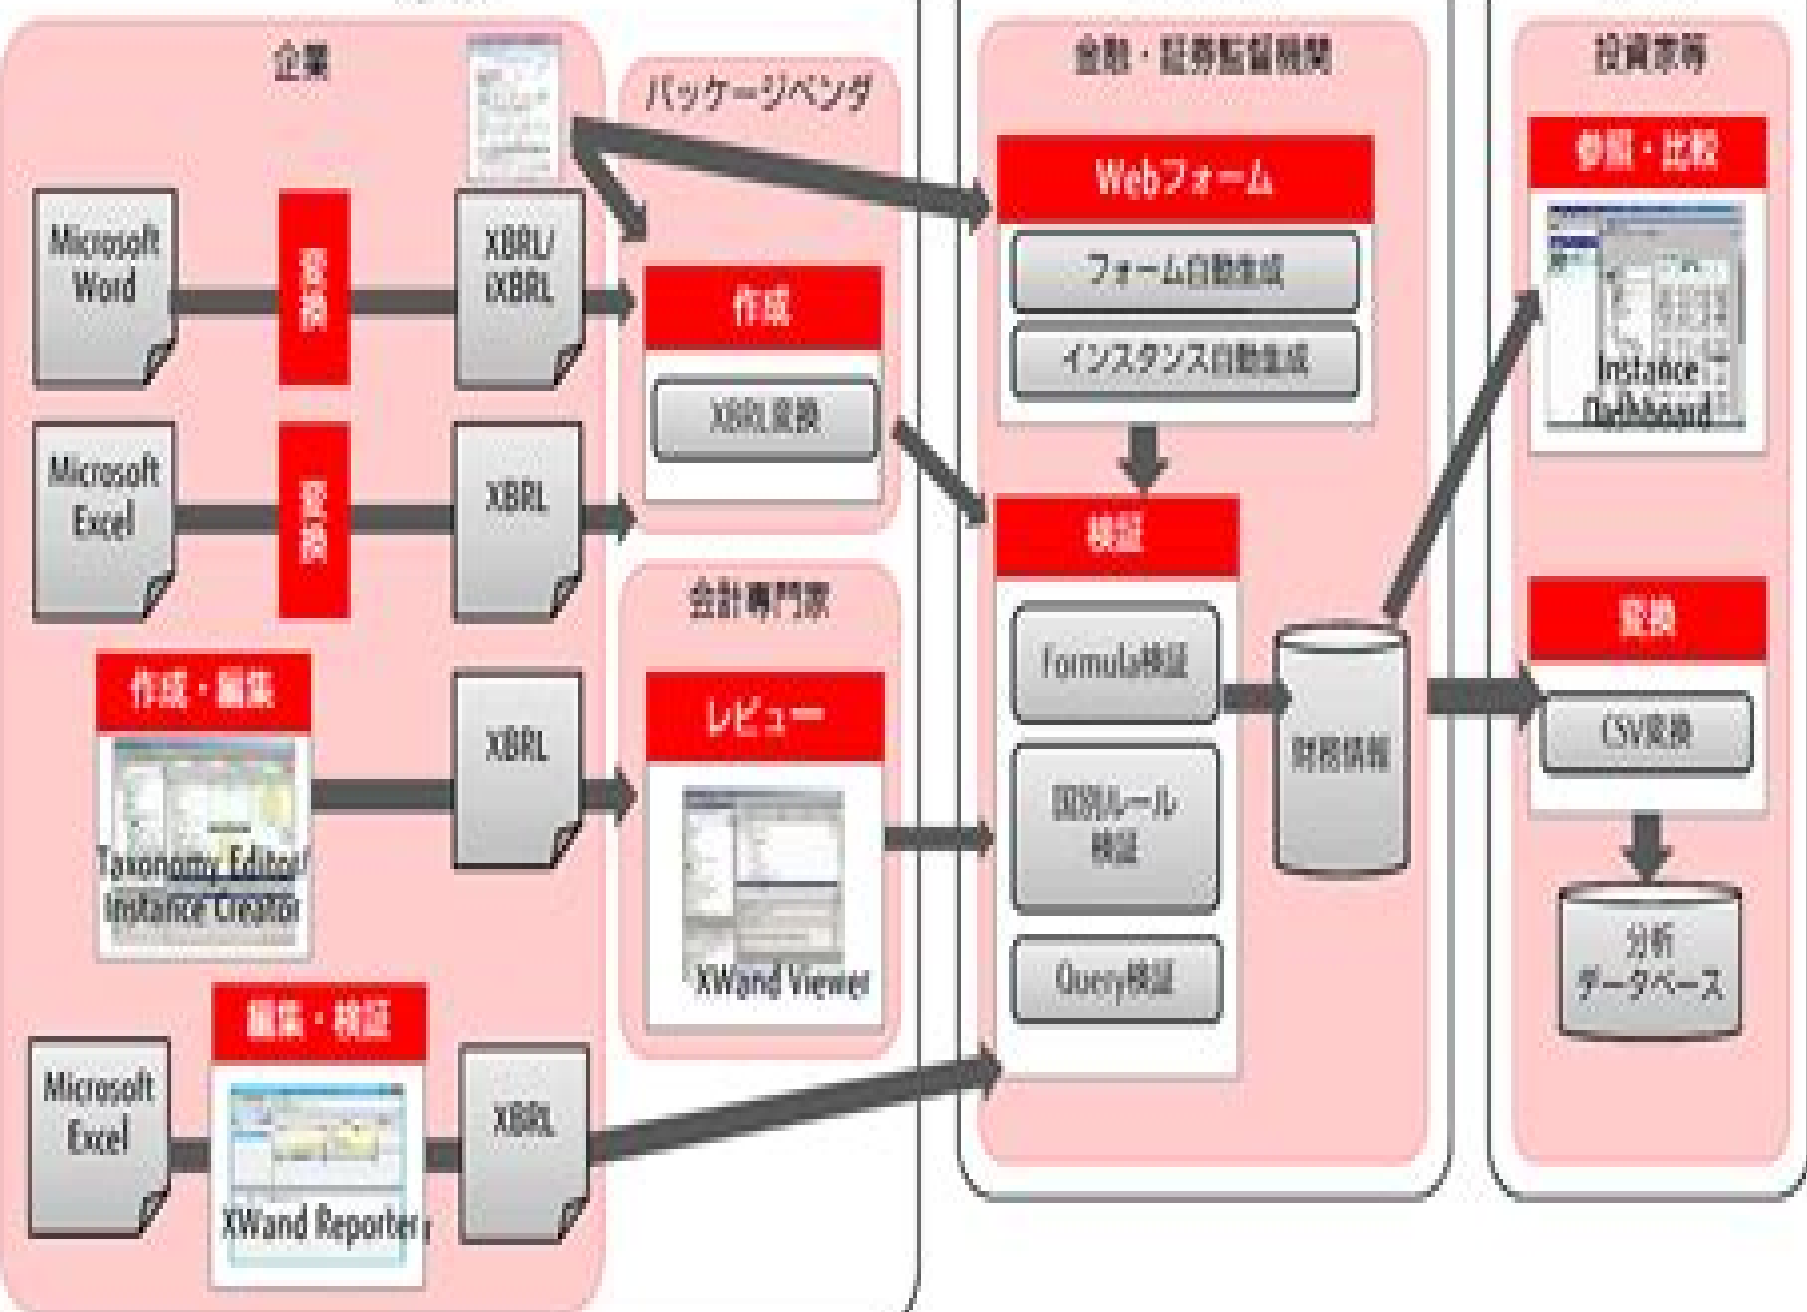 企業
Microsoft
Word
変換
XBRL/
iXBRL
Microsoft
Excel
変換
XBRL
作成・編集
Taxonomy Editor/
Instance Creator
XBRL
Microsoft
Excel
編集・検証
XWand Reporter
XBRL
パッケージベンダ
作成
XBRL変換
会計専門家
レビュー
XWand Viewer
金融・証券監督機関
Webフォーム
フォーム自動生成
インスタンス自動生成
検証
Formula検証
国別ルール
検証
Query検証
財務情報
投資家等
参照・比較
Instance
Dashboard
変換
CSV変換
分析
データベース